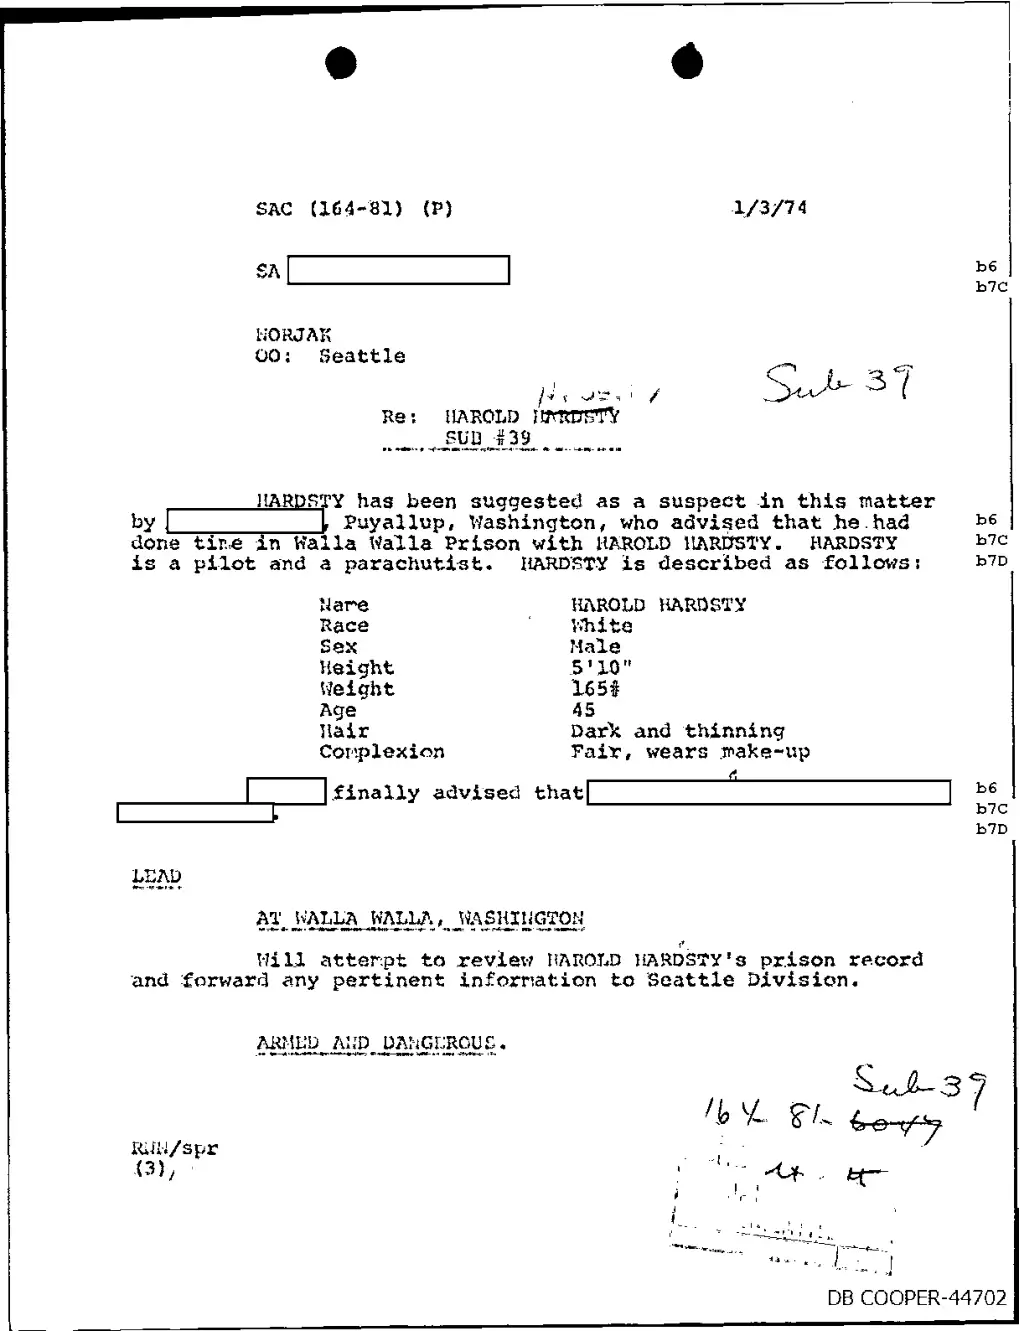 SAC (164-81) (P) 1/3/74
SA b6
b7C
NORJAK
OO: Seattle
Sub 39
Re: HAROLD HARDSTY
SUB #39
HARDSTY has been suggested as a suspect in this matter
by , Puyallup, Washington, who advised that he had b6
done time in Walla Walla Prison with HAROLD HARDSTY. HARDSTY b7C
is a pilot and a parachutist. HARDSTY is described as follows: b7D
Name HAROLD HARDSTY
Race White
Sex Male
Height 5'10"
Weight 165#
Age 45
Hair Dark and thinning
Complexion Fair, wears make-up
finally advised that b6
. b7C
b7D
LEAD
AT WALLA WALLA, WASHINGTON
Will attempt to review HAROLD HARDSTY's prison record
and forward any pertinent information to Seattle Division.
ARMED AND DANGEROUS.
Sub 39
164-81-
RUN/spr
(3)
DB COOPER-44702